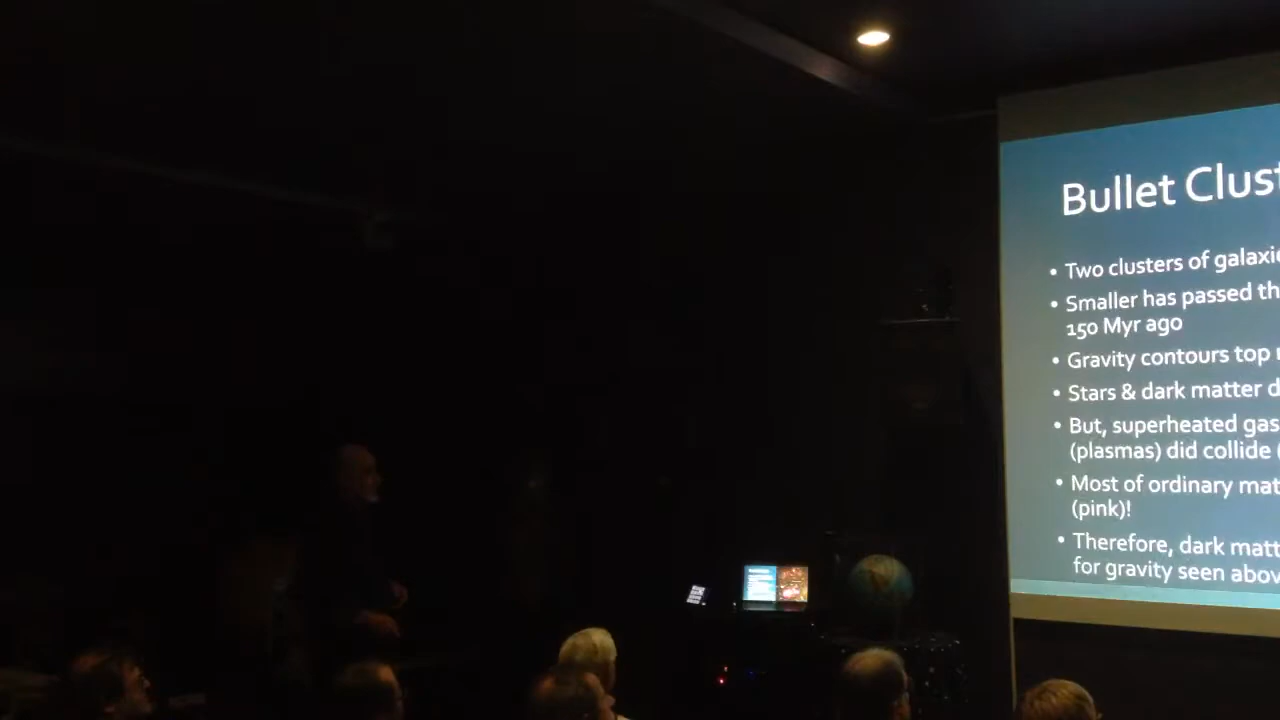 Bullet Clust
• Two clusters of galaxie
• Smaller has passed th
150 Myr ago
• Gravity contours top
• Stars & dark matter d
• But, superheated gas
(plasmas) did collide (
• Most of ordinary mat
(pink)!
• Therefore, dark matt
for gravity seen abov